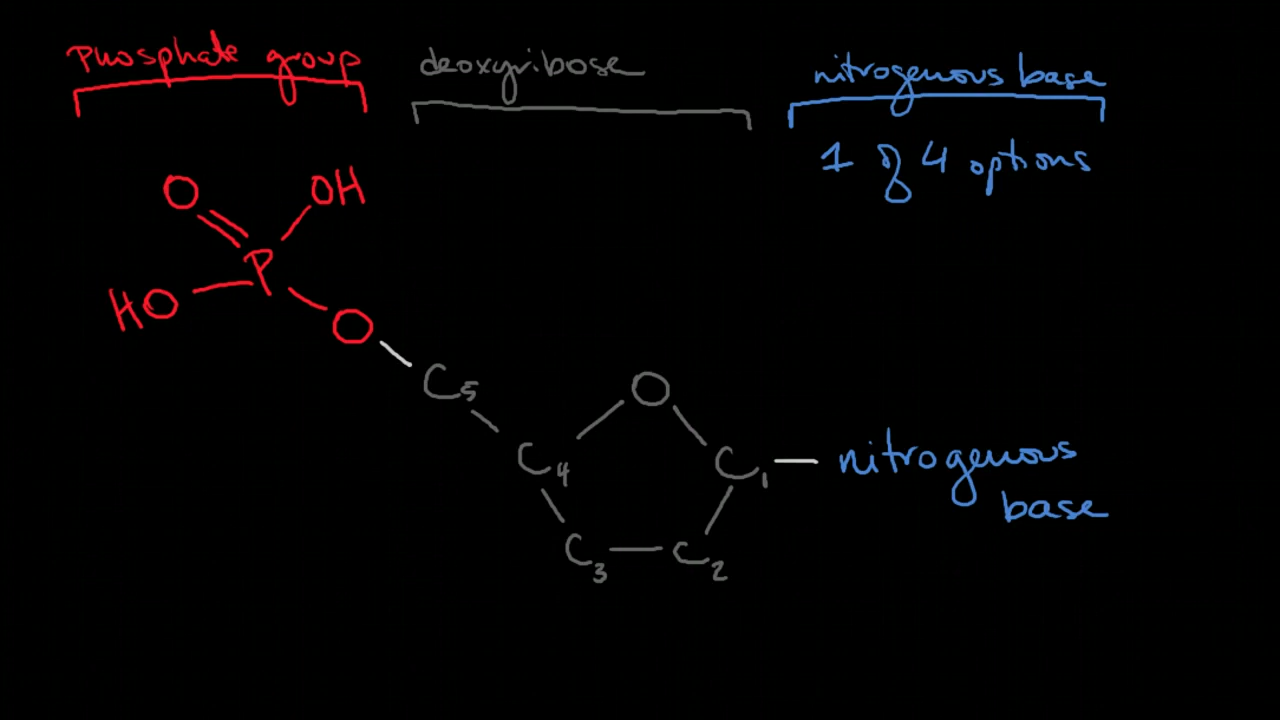 Phosphate group
deoxyribose
nitrogenous base
1 of 4 options
O
OH
P
HO
O
C5
O
C4
C1
nitrogenous
base
C3
C2